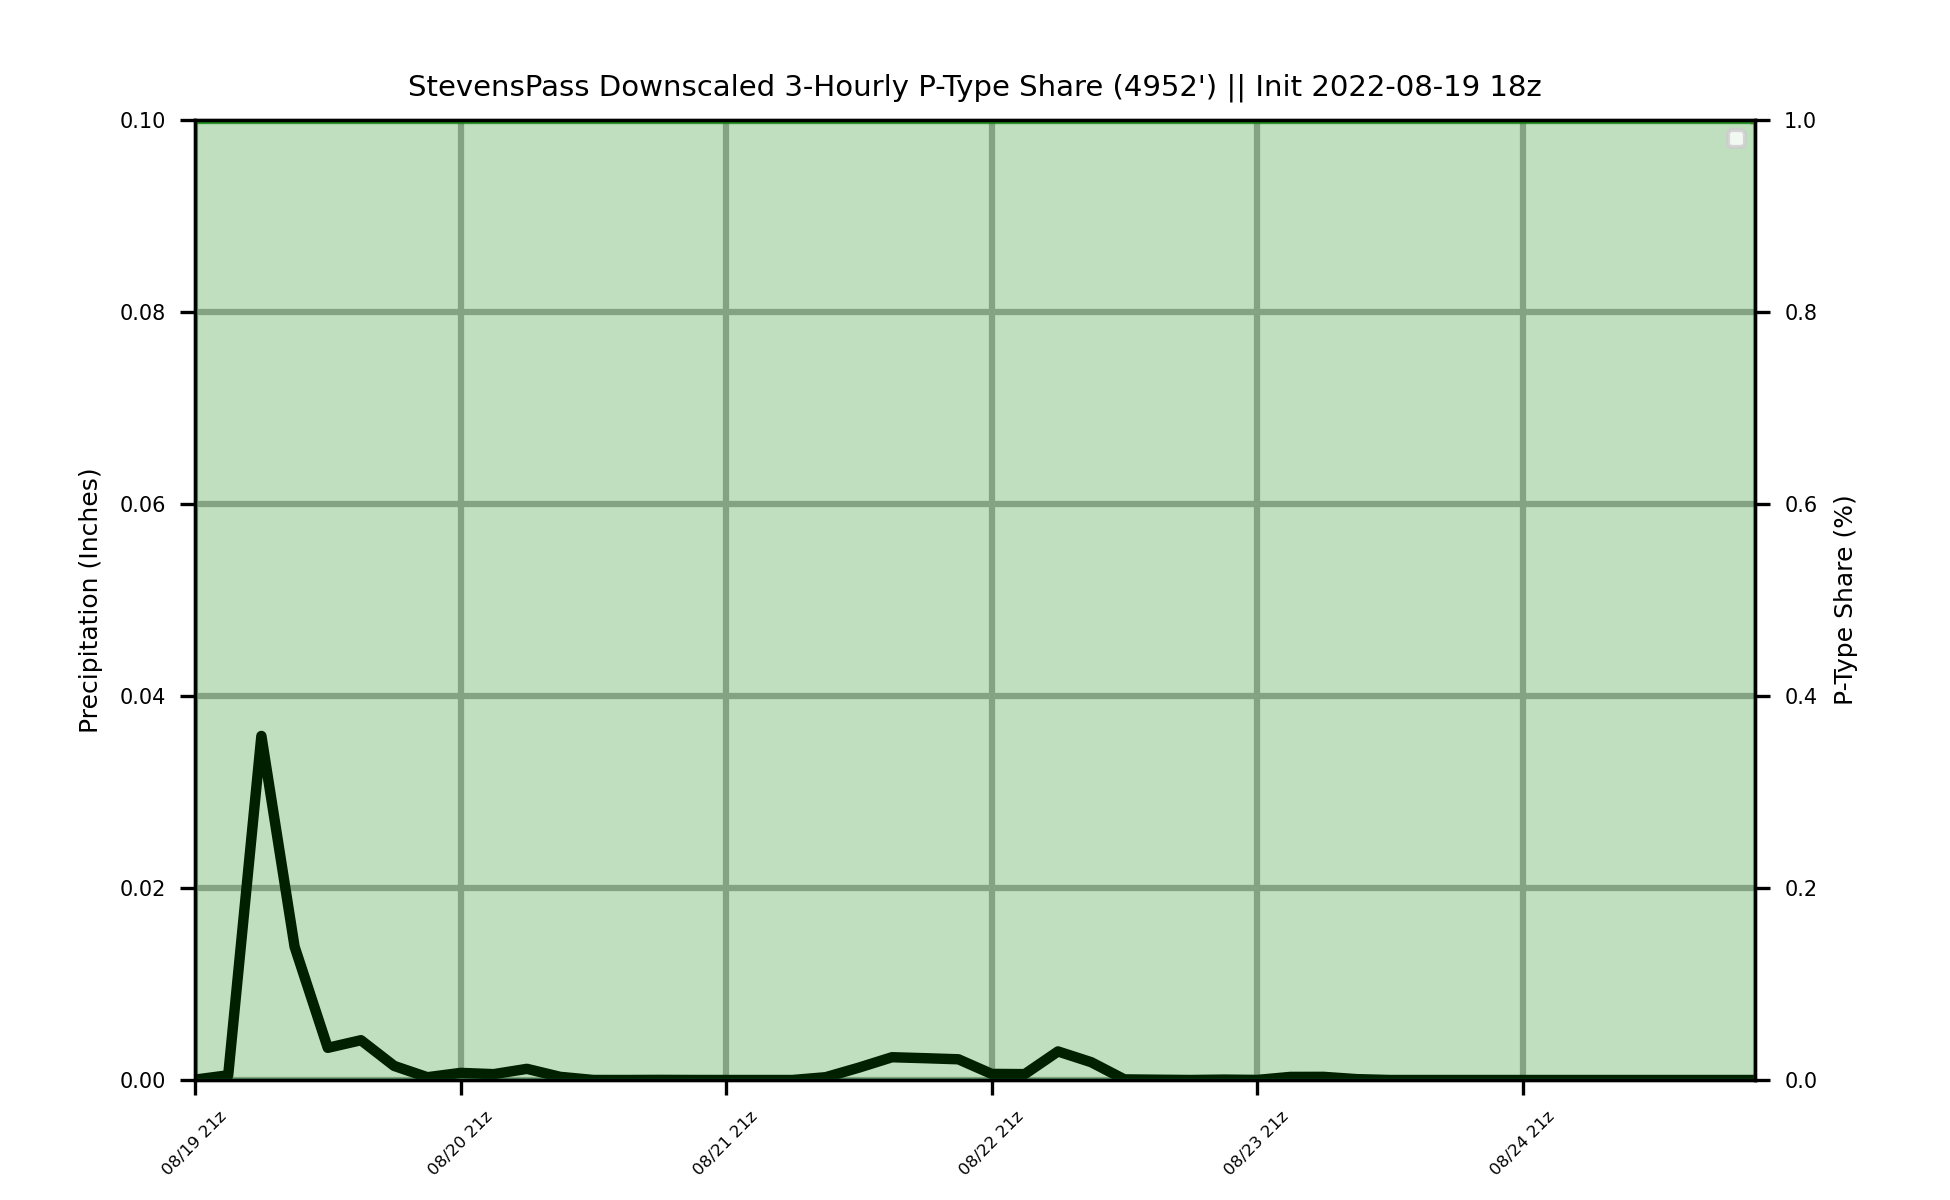 StevensPass Downscaled 3-Hourly P-Type Share (4952') || Init 2022-08-19 18z
0.10
0.08
0.06
0.04
0.02
0.00
Precipitation (Inches)
1.0
0.8
0.6
0.4
0.2
0.0
P-Type Share (%)
08/19 21z
08/20 21z
08/21 21z
08/22 21z
08/23 21z
08/24 21z